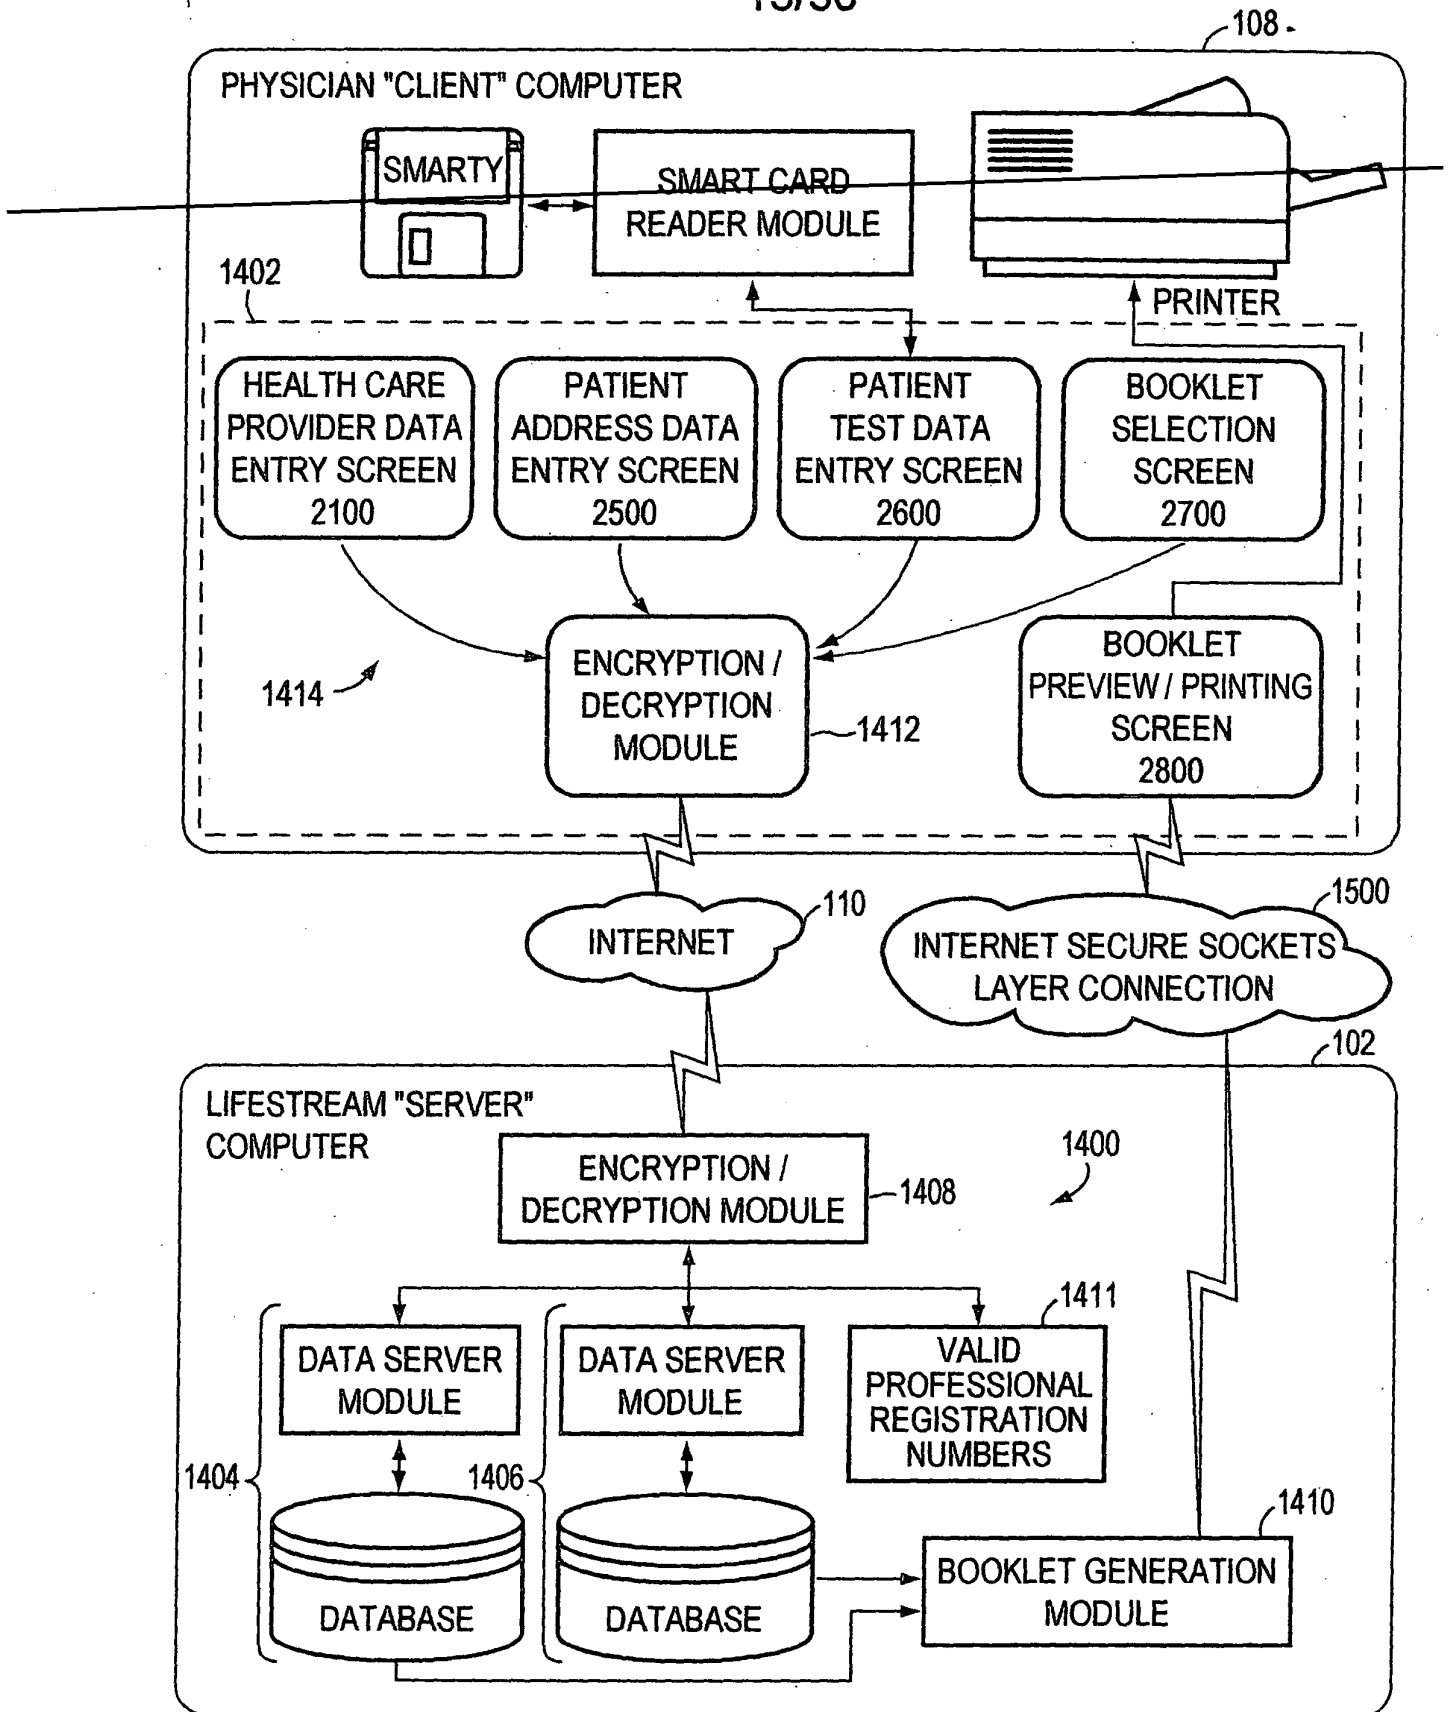 108
PHYSICIAN "CLIENT" COMPUTER
SMARTY
SMART CARD
READER MODULE
1402
PRINTER
HEALTH CARE
PROVIDER DATA
ENTRY SCREEN
2100
PATIENT
ADDRESS DATA
ENTRY SCREEN
2500
PATIENT
TEST DATA
ENTRY SCREEN
2600
BOOKLET
SELECTION
SCREEN
2700
1414
ENCRYPTION /
DECRYPTION
MODULE
1412
BOOKLET
PREVIEW / PRINTING
SCREEN
2800
110
INTERNET
1500
INTERNET SECURE SOCKETS
LAYER CONNECTION
102
LIFESTREAM "SERVER"
COMPUTER
ENCRYPTION /
DECRYPTION MODULE
1408
1400
1411
DATA SERVER
MODULE
DATA SERVER
MODULE
VALID
PROFESSIONAL
REGISTRATION
NUMBERS
1404
1406
1410
DATABASE
DATABASE
BOOKLET GENERATION
MODULE